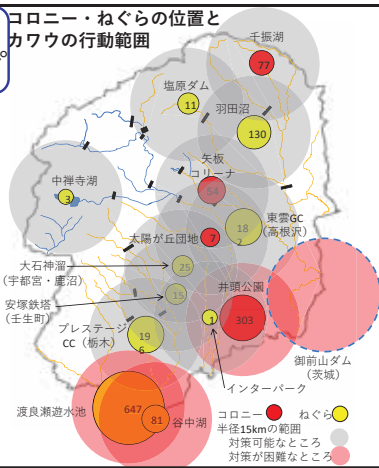 コロニー・ねぐらの位置と
カワウの行動範囲
千振湖
77
塩原ダム
11
羽田沼
130
矢板
コリーナ
54
中禅寺湖
3
東雲GC
(高根沢)
18
2
太陽が丘団地
7
大石神溜
(宇都宮・鹿沼)
25
安塚鉄塔
(壬生町)
15
井頭公園
303
プレステージ
CC(栃木)
19
6
1
インターパーク
御前山ダム
(茨城)
渡良瀬遊水池
647
81
谷中湖
コロニー
ねぐら
半径15kmの範囲
対策可能なところ
対策が困難なところ